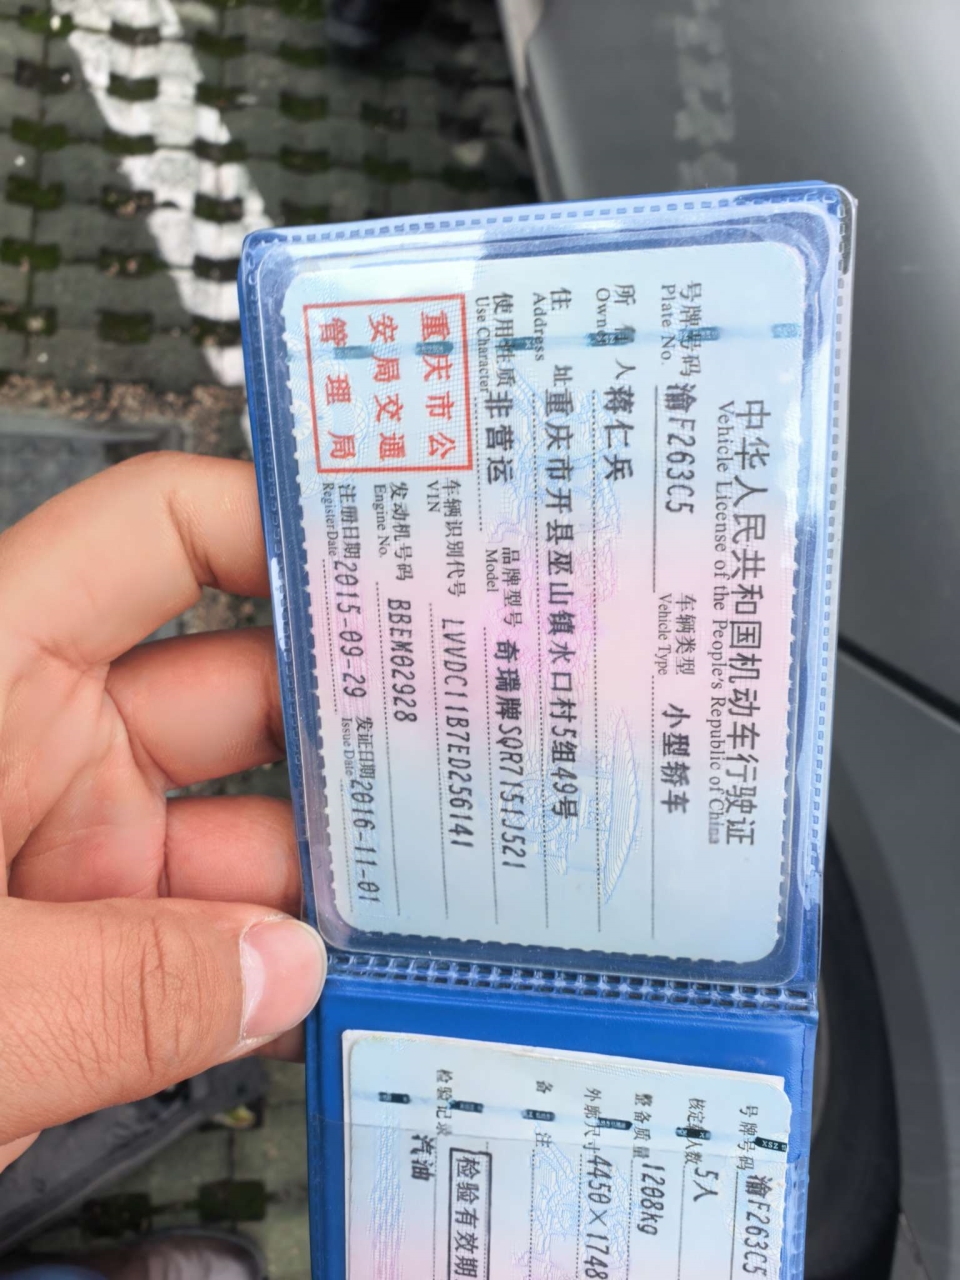 中华人民共和国机动车行驶证
Vehicle License of the People's Republic of China
号牌号码 渝F263C5 车辆类型 小型轿车
Plate No. Vehicle Type
所有人 蒋仁兵
Owner
住址 重庆市开县巫山镇水口村5组49号
Address
使用性质 非营运 品牌型号 奇瑞牌SQR7151J521
Use Character Model
重庆市公
安局交通
管理局
车辆识别代号 LVVDC11B7ED256141
VIN
发动机号码 BBEM02928
Engine No.
注册日期 2015-09-29 发证日期 2016-11-01
Register Date Issue Date
号牌号码 渝F263C5
核定载人数 5人
整备质量 1208kg
外廓尺寸 4450×1748
备注
检验有效期
检验记录 汽油